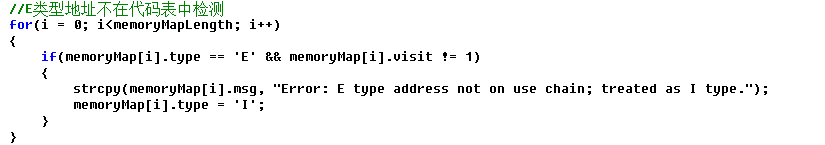 //E类型地址不在代码表中检测
for(i = 0; i<memoryMapLength; i++)
{
if(memoryMap[i].type == 'E' && memoryMap[i].visit != 1)
{
strcpy(memoryMap[i].msg, "Error: E type address not on use chain; treated as I type.");
memoryMap[i].type = 'I';
}
}